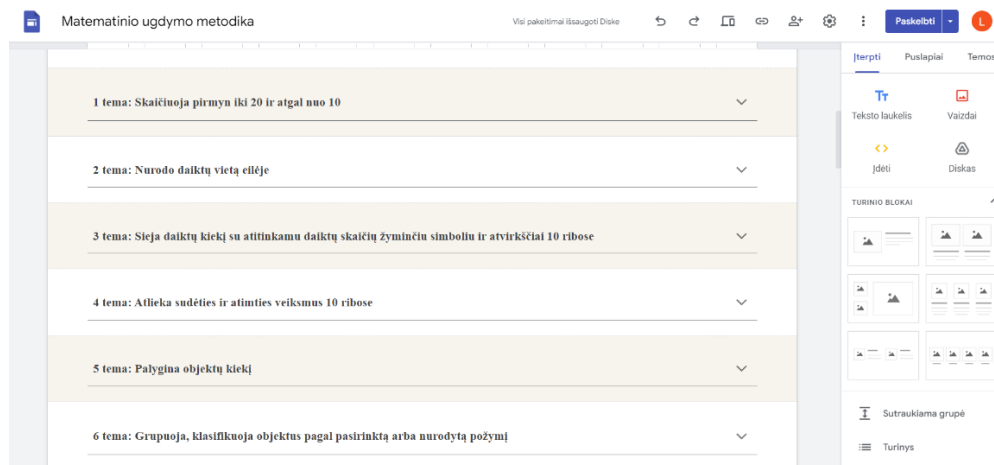 Matematinio ugdymo metodika
Visi pakeitimai išsaugoti Diske
Paskelbti
L
Įterpti Puslapiai Temos
Teksto laukelis Vaizdai
Įdėti Diskas
TURINIO BLOKAI
1 tema: Skaičiuoja pirmyn iki 20 ir atgal nuo 10
2 tema: Nurodo daiktų vietą eilėje
3 tema: Sieja daiktų kiekį su atitinkamu daiktų skaičių žyminčiu simboliu ir atvirkščiai 10 ribose
4 tema: Atlieka sudėties ir atimties veiksmus 10 ribose
5 tema: Palygina objektų kiekį
6 tema: Grupuoja, klasifikuoja objektus pagal pasirinktą arba nurodytą požymį
Sutraukiama grupė
Turinys